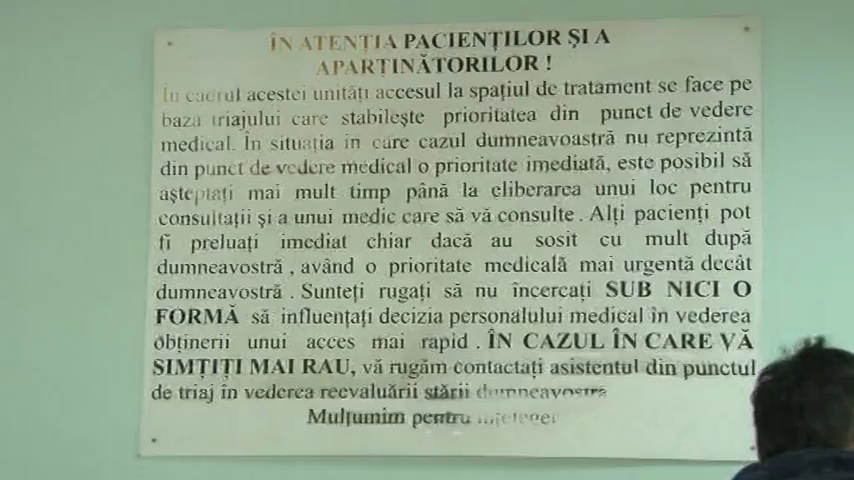 ÎN ATENȚIA PACIENȚILOR ȘI A
APARȚINĂTORILOR !
În cadrul acestei unități accesul la spațiul de tratament se face pe
baza triajului care stabilește prioritatea din punct de vedere
medical. În situația in care cazul dumneavoastră nu reprezintă
din punct de vedere medical o prioritate imediată, este posibil să
așteptați mai mult timp până la eliberarea unui loc pentru
consultații și a unui medic care să vă consulte . Alți pacienți pot
fi preluați imediat chiar dacă au sosit cu mult după
dumneavostră , având o prioritate medicală mai urgentă decât
dumneavostră . Sunteți rugați să nu încercați SUB NICI O
FORMĂ să influențați decizia personalului medical în vederea
obținerii unui acces mai rapid . ÎN CAZUL ÎN CARE VĂ
SIMȚIȚI MAI RAU, vă rugăm contactați asistentul din punctul
de triaj în vederea reevaluării stării dumneavostre
Mulțumim pentru